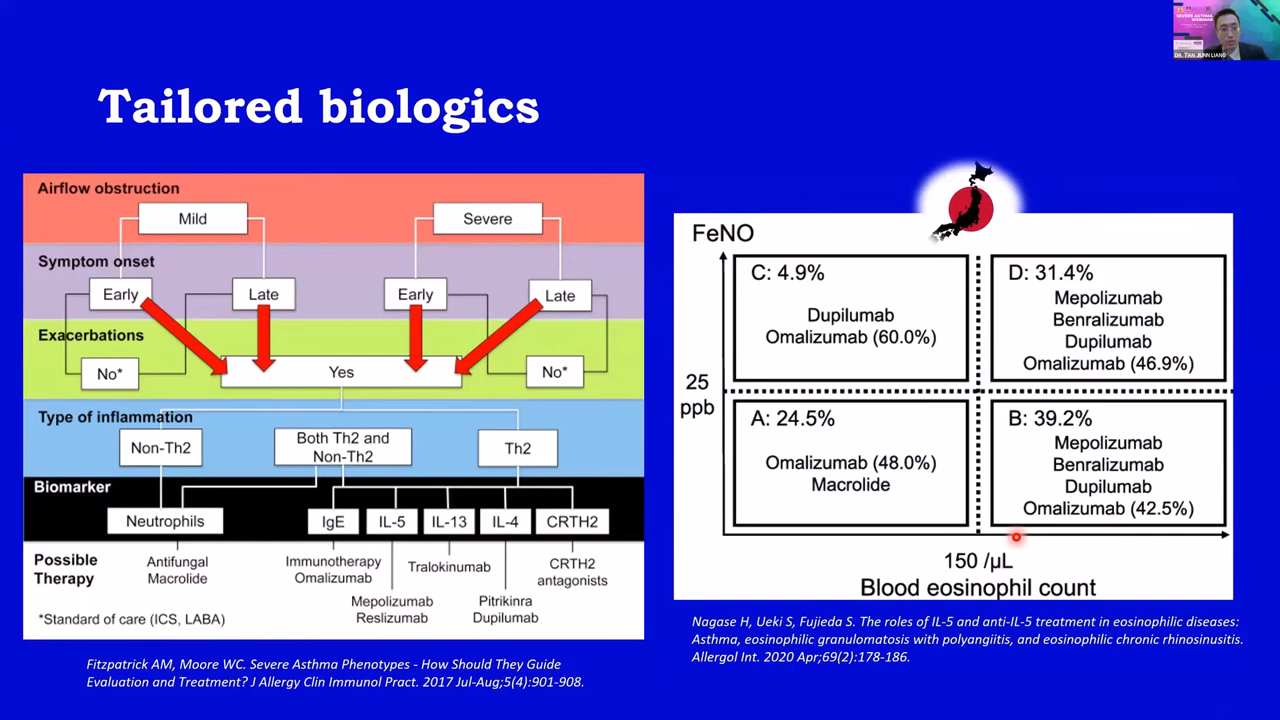 SEVERE ASTHMA
WEBINAR
DR. TAN JUNN LIANG
Tailored biologics
Airflow obstruction
Mild
Severe
Symptom onset
Early
Late
Early
Late
Exacerbations
No*
Yes
No*
Type of inflammation
Non-Th2
Both Th2 and
Non-Th2
Th2
Biomarker
Neutrophils
IgE
IL-5
IL-13
IL-4
CRTH2
Possible
Therapy
Antifungal
Macrolide
Immunotherapy
Omalizumab
Mepolizumab
Reslizumab
Tralokinumab
Pitrikinra
Dupilumab
CRTH2
antagonists
*Standard of care (ICS, LABA)
Fitzpatrick AM, Moore WC. Severe Asthma Phenotypes - How Should They Guide
Evaluation and Treatment? J Allergy Clin Immunol Pract. 2017 Jul-Aug;5(4):901-908.
FeNO
C: 4.9%
Dupilumab
Omalizumab (60.0%)
D: 31.4%
Mepolizumab
Benralizumab
Dupilumab
Omalizumab (46.9%)
25
ppb
A: 24.5%
Omalizumab (48.0%)
Macrolide
B: 39.2%
Mepolizumab
Benralizumab
Dupilumab
Omalizumab (42.5%)
150 /µL
Blood eosinophil count
Nagase H, Ueki S, Fujieda S. The roles of IL-5 and anti-IL-5 treatment in eosinophilic diseases:
Asthma, eosinophilic granulomatosis with polyangiitis, and eosinophilic chronic rhinosinusitis.
Allergol Int. 2020 Apr;69(2):178-186.